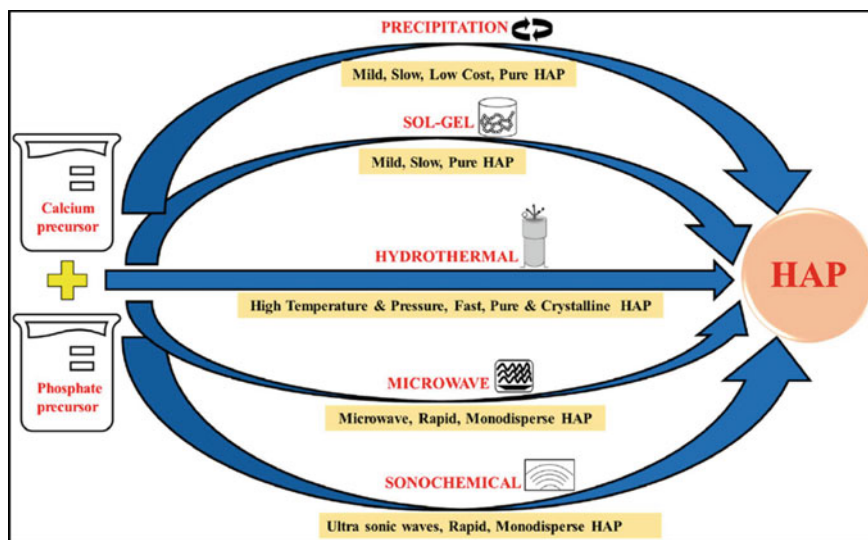 PRECIPITATION
Mild, Slow, Low Cost, Pure HAP
SOL-GEL
Mild, Slow, Pure HAP
Calcium
precursor
HYDROTHERMAL
HAP
High Temperature & Pressure, Fast, Pure & Crystalline HAP
Phosphate
precursor
MICROWAVE
Microwave, Rapid, Monodisperse HAP
SONOCHEMICAL
Ultra sonic waves, Rapid, Monodisperse HAP